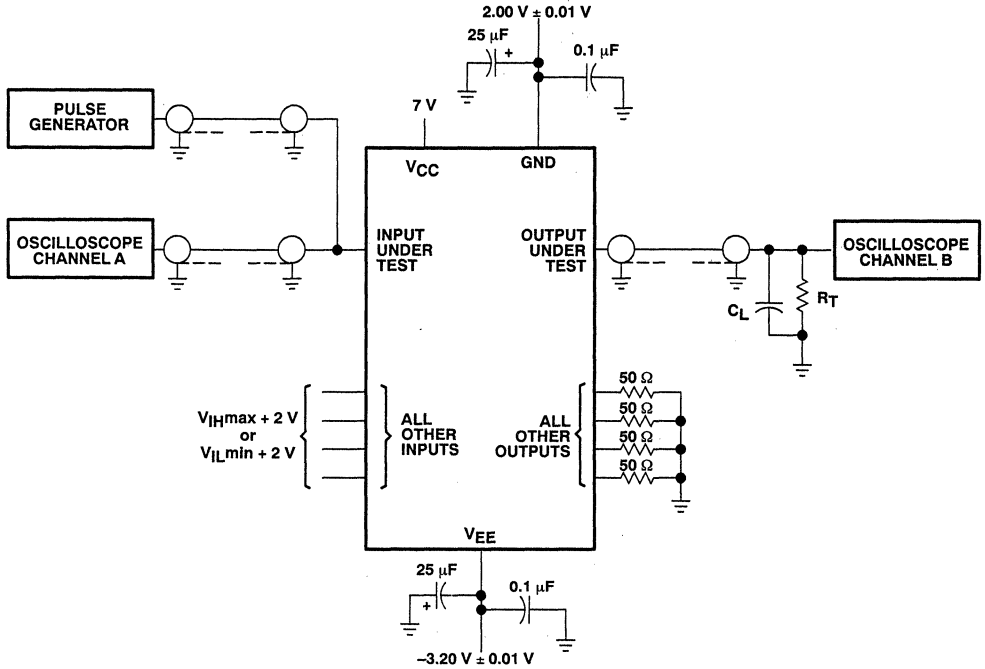 2.00 V ± 0.01 V
25 µF
+
0.1 µF
7 V
PULSE
GENERATOR
VCC
GND
OSCILLOSCOPE
CHANNEL A
INPUT
UNDER
TEST
OUTPUT
UNDER
TEST
OSCILLOSCOPE
CHANNEL B
CL
RT
VIHmax + 2 V
or
VILmin + 2 V
ALL
OTHER
INPUTS
ALL
OTHER
OUTPUTS
50 Ω
50 Ω
50 Ω
50 Ω
VEE
25 µF
+
0.1 µF
–3.20 V ± 0.01 V